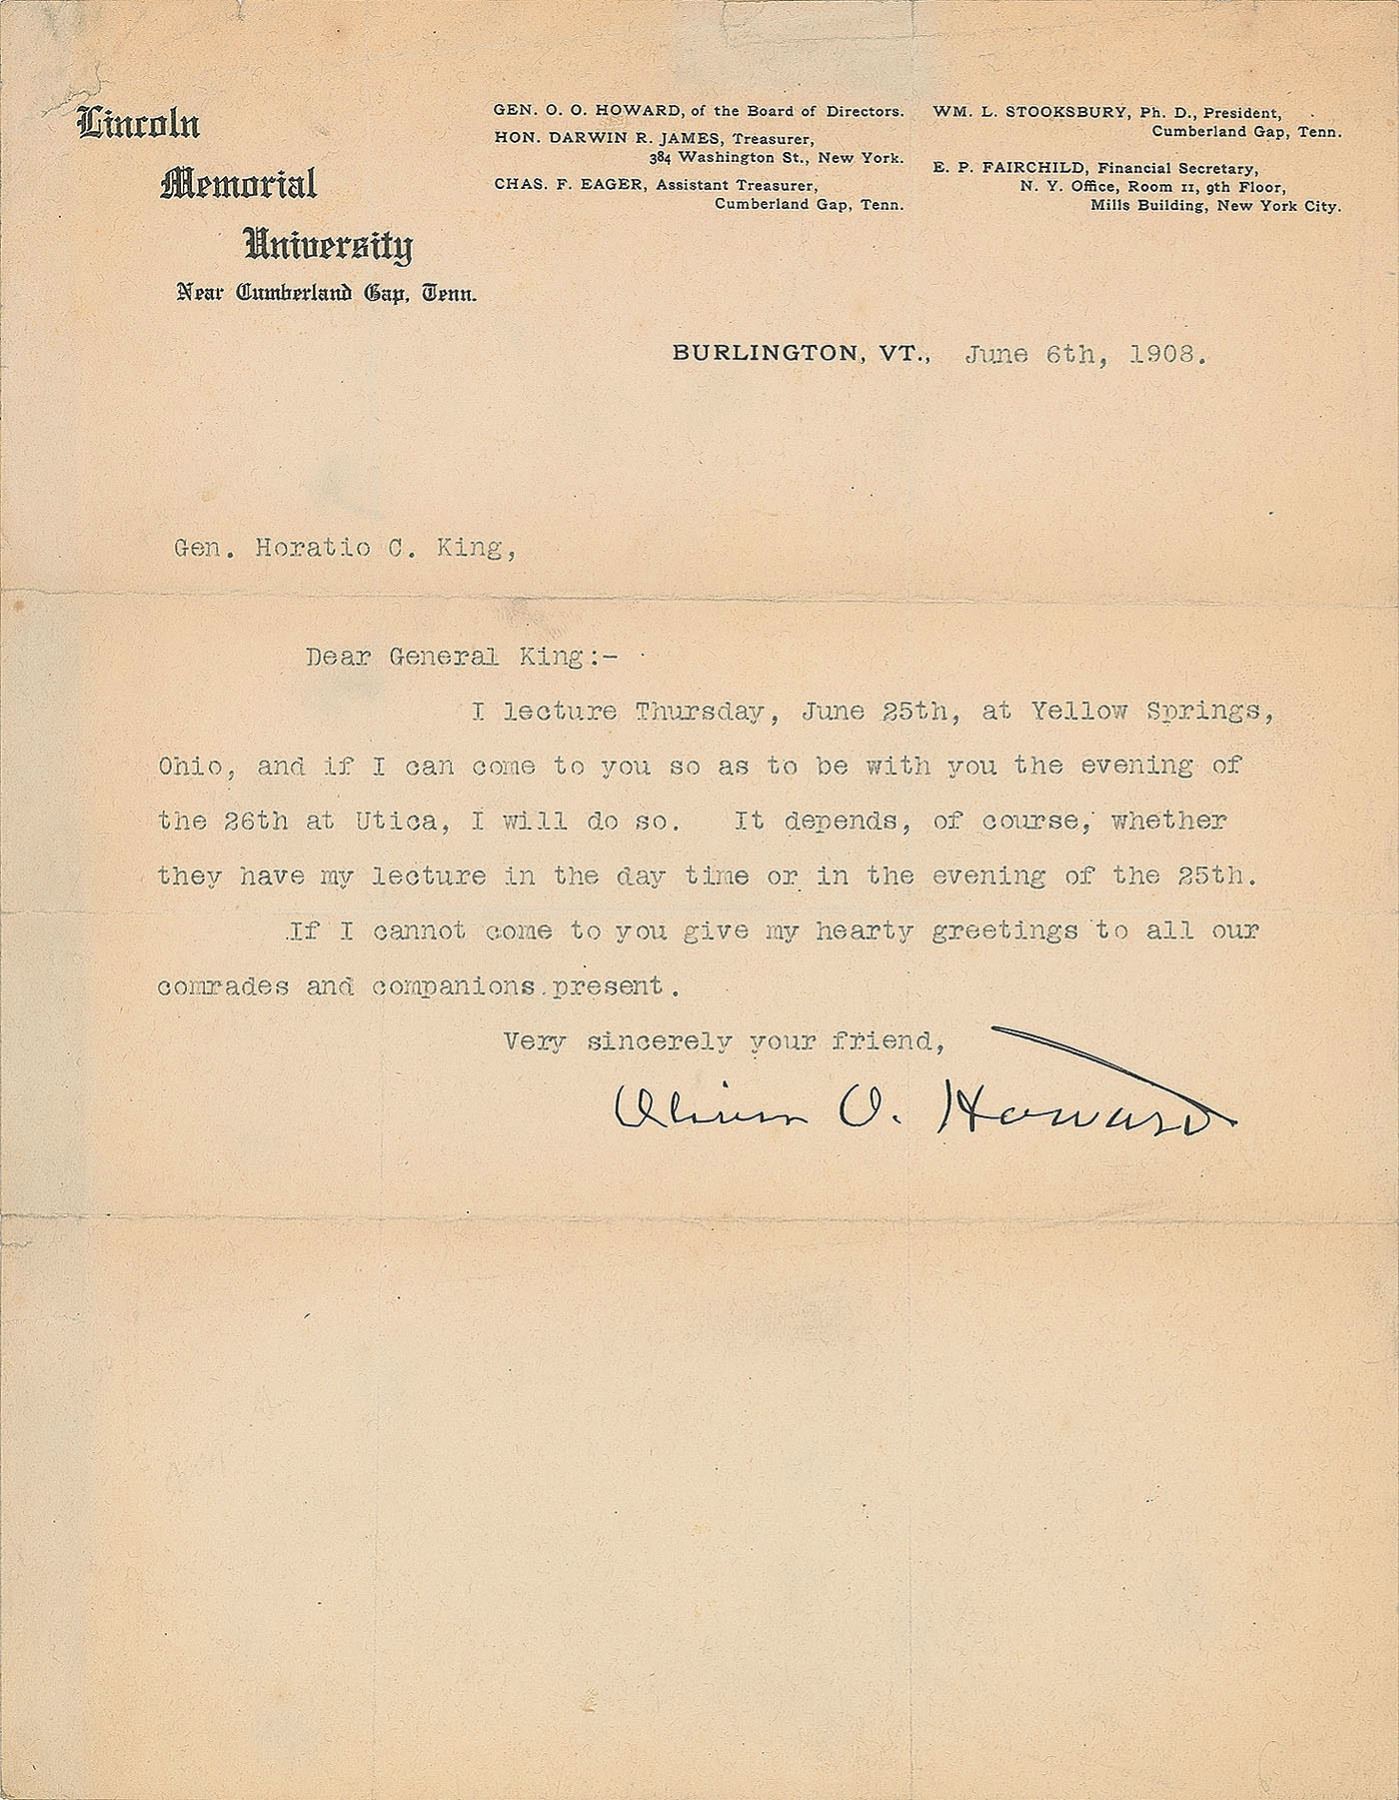 Lincoln
Memorial
University
Near Cumberland Gap, Tenn.
GEN. O. O. HOWARD, of the Board of Directors.
HON. DARWIN R. JAMES, Treasurer,
384 Washington St., New York.
CHAS. F. EAGER, Assistant Treasurer,
Cumberland Gap, Tenn.
WM. L. STOOKSBURY, Ph. D., President,
Cumberland Gap, Tenn.
E. P. FAIRCHILD, Financial Secretary,
N. Y. Office, Room 11, 9th Floor,
Mills Building, New York City.
BURLINGTON, VT., June 6th, 1908.
Gen. Horatio C. King,
Dear General King:-
I lecture Thursday, June 25th, at Yellow Springs,
Ohio, and if I can come to you so as to be with you the evening of
the 26th at Utica, I will do so. It depends, of course, whether
they have my lecture in the day time or in the evening of the 25th.
If I cannot come to you give my hearty greetings to all our
comrades and companions present.
Very sincerely your friend,
Oliver O. Howard